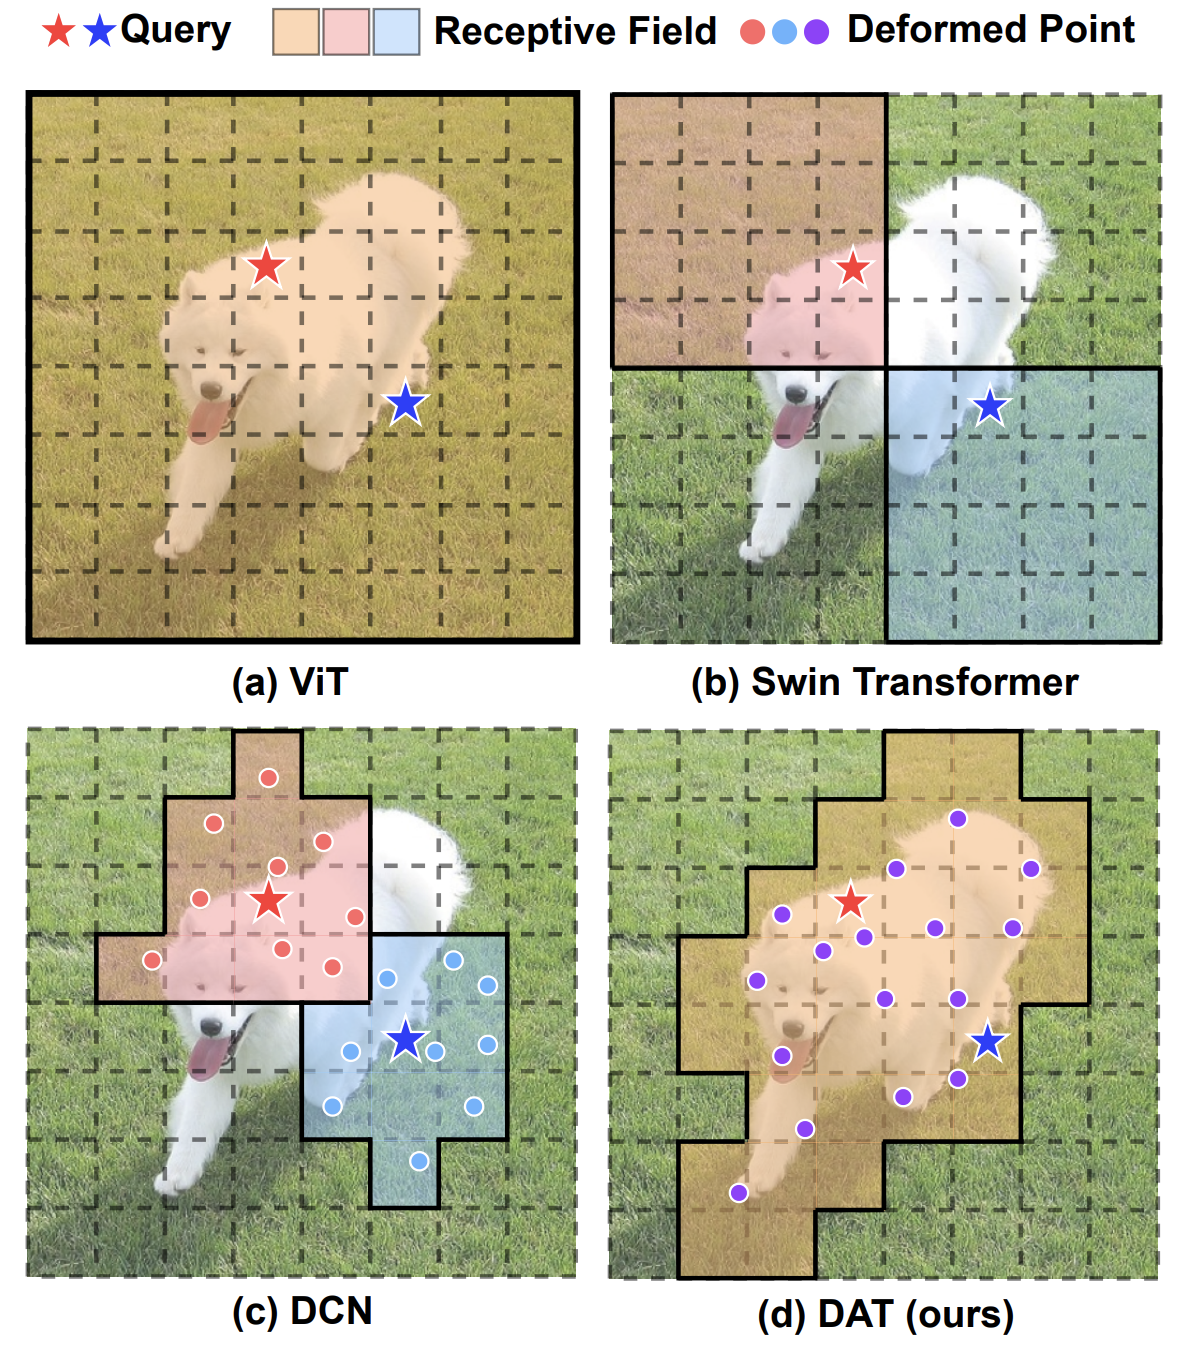 Query Receptive Field Deformed Point
(a) ViT
(b) Swin Transformer
(c) DCN
(d) DAT (ours)